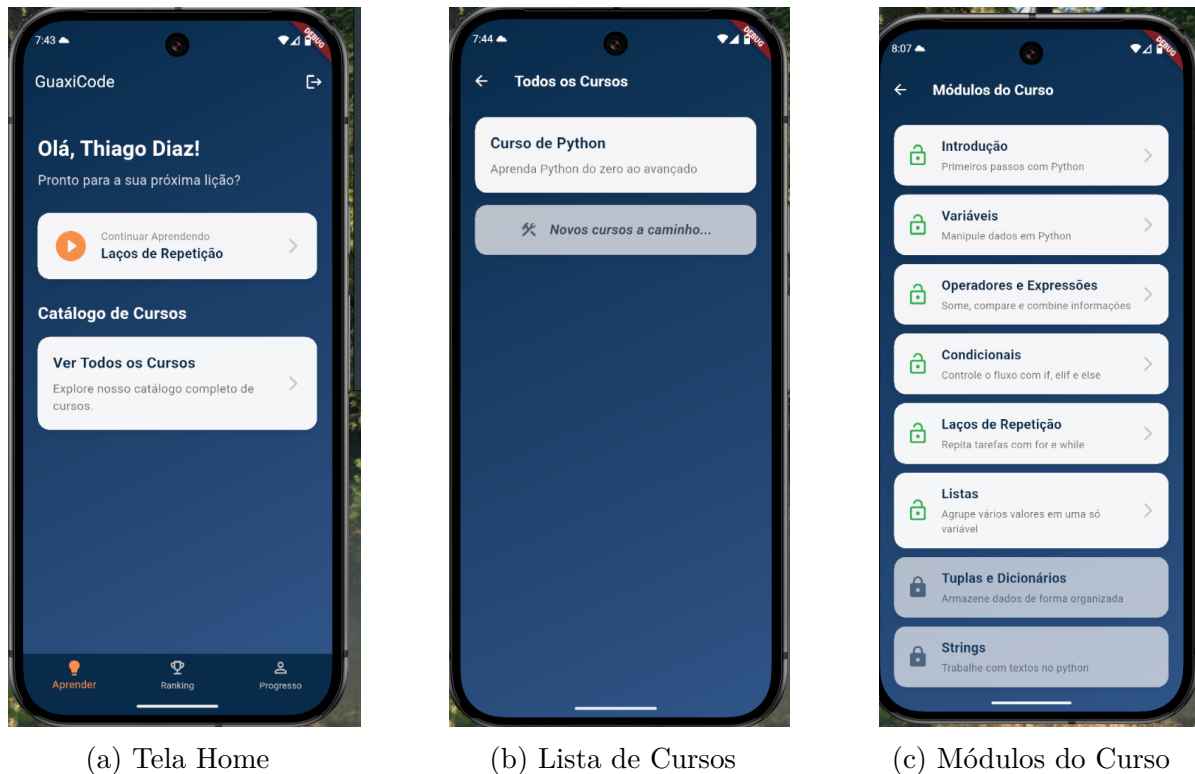 7:43
DEBUG
GuaxiCode
Olá, Thiago Diaz!
Pronto para a sua próxima lição?
Continuar Aprendendo
Laços de Repetição
Catálogo de Cursos
Ver Todos os Cursos
Explore nosso catálogo completo de
cursos.
Aprender
Ranking
Progresso
(a) Tela Home
7:44
DEBUG
Todos os Cursos
Curso de Python
Aprenda Python do zero ao avançado
Novos cursos a caminho...
(b) Lista de Cursos
8:07
DEBUG
Módulos do Curso
Introdução
Primeiros passos com Python
Variáveis
Manipule dados em Python
Operadores e Expressões
Some, compare e combine informações
Condicionais
Controle o fluxo com if, elif e else
Laços de Repetição
Repita tarefas com for e while
Listas
Agrupe vários valores em uma só
variável
Tuplas e Dicionários
Armazene dados de forma organizada
Strings
Trabalhe com textos no python
(c) Módulos do Curso